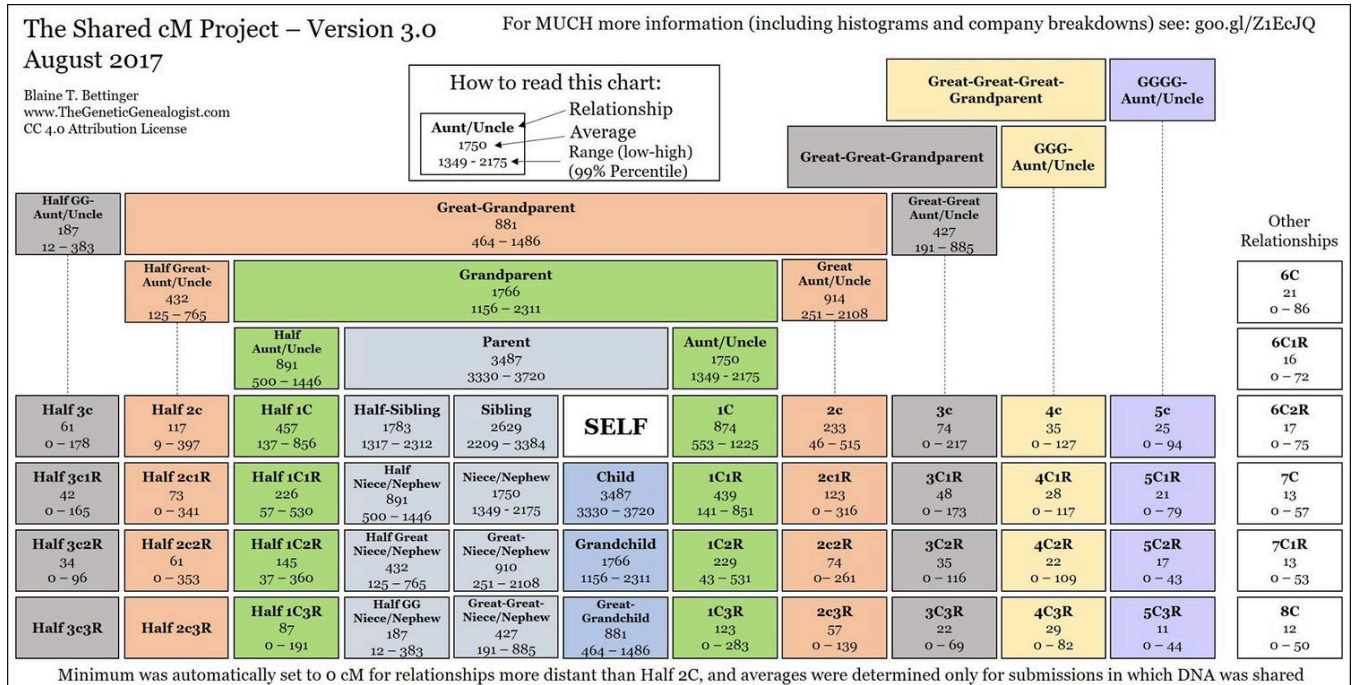 The Shared cM Project – Version 3.0
August 2017
For MUCH more information (including histograms and company breakdowns) see: goo.gl/Z1EcJQ
Blaine T. Bettinger
www.TheGeneticGenealogist.com
CC 4.0 Attribution License
How to read this chart:
Relationship
Average
Range (low-high)
(99% Percentile)
Aunt/Uncle
1750
1349 - 2175
Great-Great-Great-
Grandparent
GGGG-
Aunt/Uncle
Great-Great-Grandparent
GGG-
Aunt/Uncle
Half GG-
Aunt/Uncle
187
12 – 383
Great-Grandparent
881
464 – 1486
Great-Great
Aunt/Uncle
427
191 – 885
Other
Relationships
Half Great-
Aunt/Uncle
432
125 – 765
Grandparent
1766
1156 – 2311
Great
Aunt/Uncle
914
251 – 2108
6C
21
0 – 86
Half
Aunt/Uncle
891
500 – 1446
Parent
3487
3330 – 3720
Aunt/Uncle
1750
1349 - 2175
6C1R
16
0 – 72
Half 3c
61
0 – 178
Half 2c
117
9 – 397
Half 1C
457
137 – 856
Half-Sibling
1783
1317 – 2312
Sibling
2629
2209 – 3384
SELF
1C
874
553 – 1225
2c
233
46 – 515
3c
74
0 – 217
4c
35
0 – 127
5c
25
0 – 94
6C2R
17
0 – 75
Half 3c1R
42
0 – 165
Half 2c1R
73
0 – 341
Half 1C1R
226
57 – 530
Half
Niece/Nephew
891
500 – 1446
Niece/Nephew
1750
1349 - 2175
Child
3487
3330 – 3720
1C1R
439
141 – 851
2c1R
123
0 – 316
3C1R
48
0 – 173
4C1R
28
0 – 117
5C1R
21
0 – 79
7C
13
0 – 57
Half 3c2R
34
0 – 96
Half 2c2R
61
0 – 353
Half 1C2R
145
37 – 360
Half Great
Niece/Nephew
432
125 – 765
Great-
Niece/Nephew
910
251 – 2108
Grandchild
1766
1156 – 2311
1C2R
229
43 – 531
2c2R
74
0 – 261
3C2R
35
0 – 116
4C2R
22
0 – 109
5C2R
17
0 – 43
7C1R
13
0 – 53
Half 3c3R
Half 2c3R
Half 1C3R
87
0 – 191
Half GG
Niece/Nephew
187
12 – 383
Great-Great-
Niece/Nephew
427
191 – 885
Great-
Grandchild
881
464 – 1486
1C3R
123
0 – 283
2c3R
57
0 – 139
3C3R
22
0 – 69
4C3R
29
0 – 82
5C3R
11
0 – 44
8C
12
0 – 50
Minimum was automatically set to 0 cM for relationships more distant than Half 2C, and averages were determined only for submissions in which DNA was shared